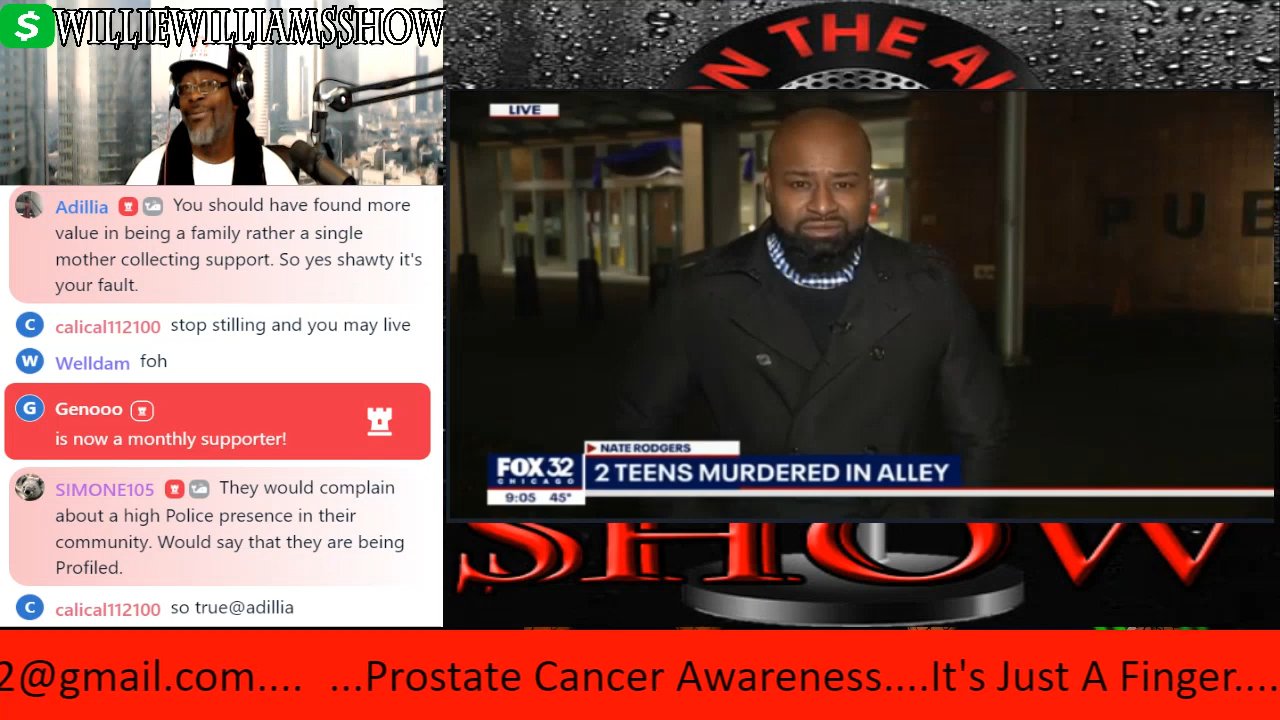 $ WILLIEWILLIAMSSHOW
ON THE AI
LIVE
Adillia You should have found more
value in being a family rather a single
mother collecting support. So yes shawty it's
your fault.
C calical112100 stop stilling and you may live
W Welldam foh
G Genooo
is now a monthly supporter!
SIMONE105 They would complain
about a high Police presence in their
community. Would say that they are being
Profiled.
C calical112100 so true@adillia
PUB
NATE RODGERS
FOX 32
CHICAGO
2 TEENS MURDERED IN ALLEY
9:05 45°
SHOW
2@gmail.com.... ...Prostate Cancer Awareness....It's Just A Finger....